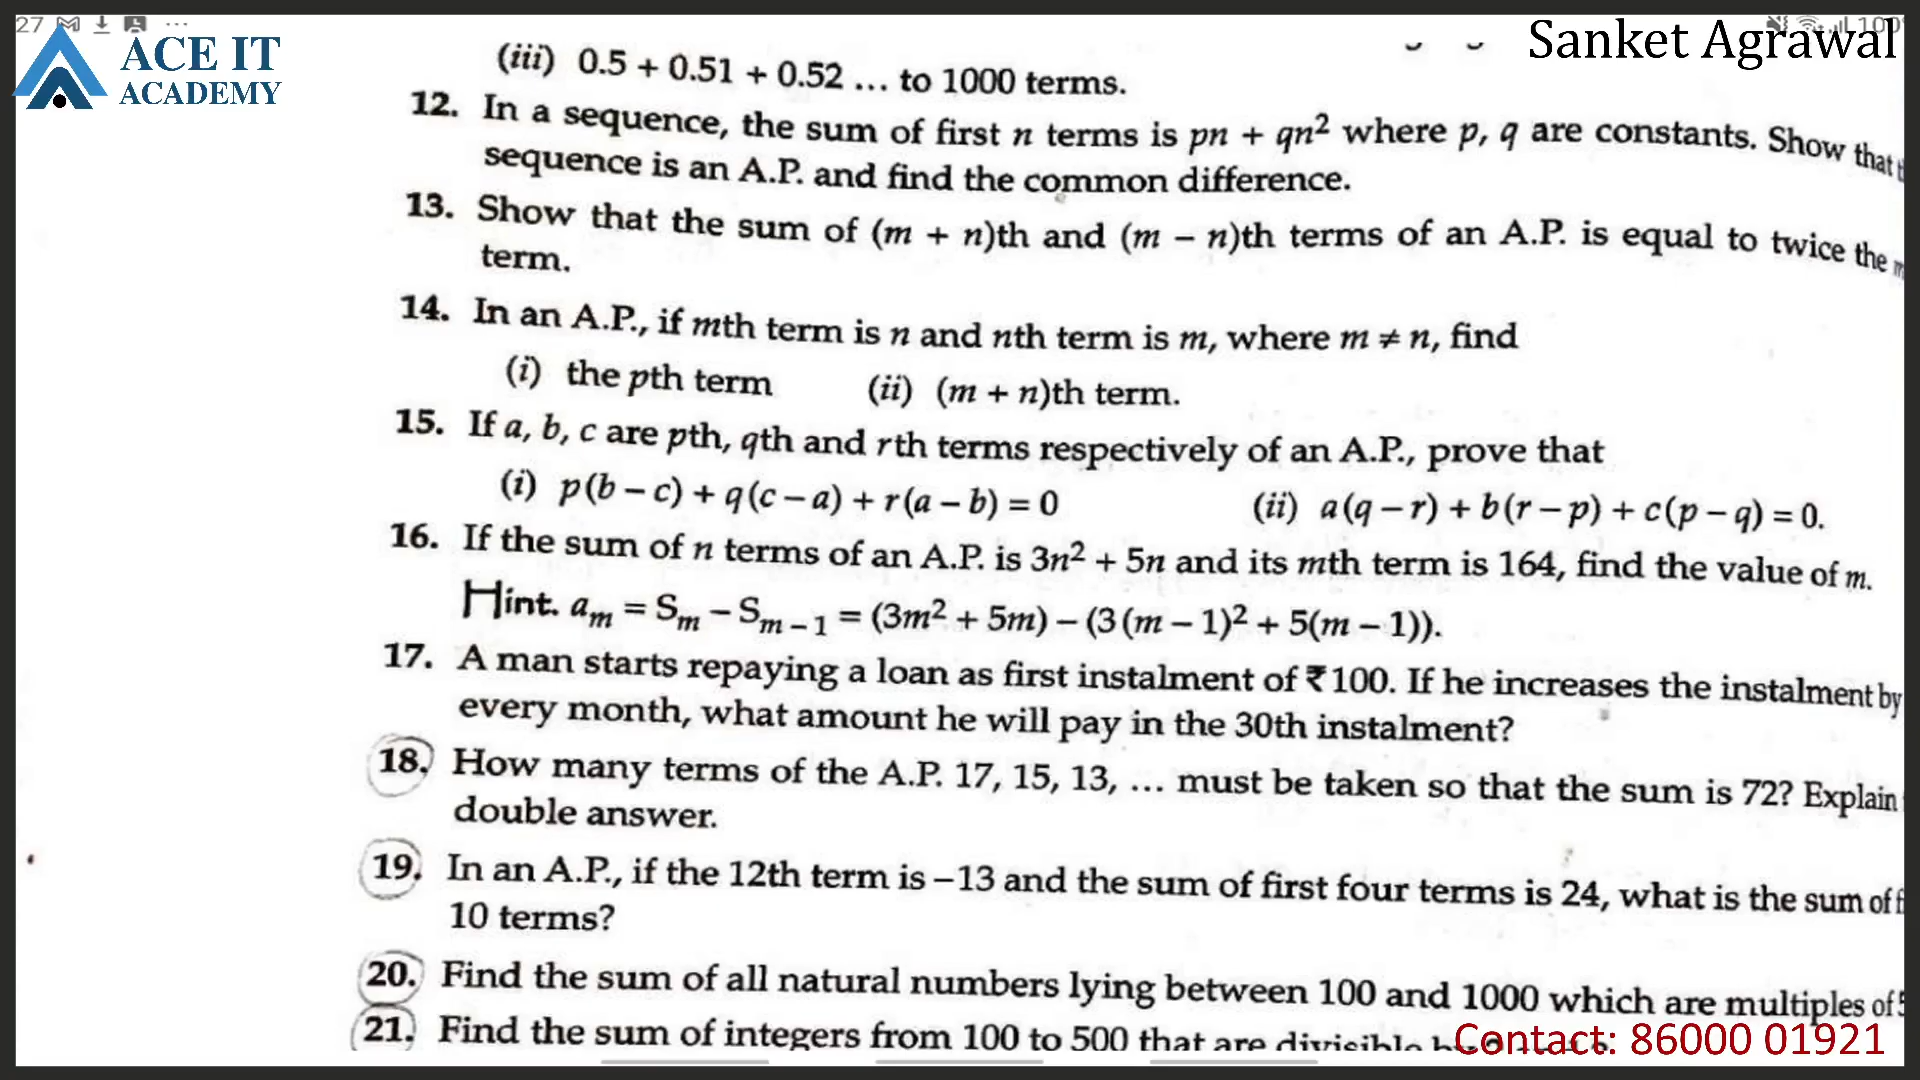 27
100
ACE IT
ACADEMY
Sanket Agrawal
(iii) 0.5 + 0.51 + 0.52 ... to 1000 terms.
12. In a sequence, the sum of first n terms is pn + qn² where p, q are constants. Show that
sequence is an A.P. and find the common difference.
13. Show that the sum of (m + n)th and (m – n)th terms of an A.P. is equal to twice the
term.
14. In an A.P., if mth term is n and nth term is m, where m ≠ n, find
(i) the pth term (ii) (m + n)th term.
15. If a, b, c are pth, qth and rth terms respectively of an A.P., prove that
(i) p(b – c) + q(c – a) + r(a – b) = 0 (ii) a(q – r) + b(r – p) + c(p – q) = 0.
16. If the sum of n terms of an A.P. is 3n² + 5n and its mth term is 164, find the value of m.
Hint. aₘ = Sₘ – Sₘ₋₁ = (3m² + 5m) – (3(m – 1)² + 5(m – 1)).
17. A man starts repaying a loan as first instalment of ₹100. If he increases the instalment by
every month, what amount he will pay in the 30th instalment?
18. How many terms of the A.P. 17, 15, 13, ... must be taken so that the sum is 72? Explain
double answer.
19. In an A.P., if the 12th term is –13 and the sum of first four terms is 24, what is the sum of
10 terms?
20. Find the sum of all natural numbers lying between 100 and 1000 which are multiples of
21. Find the sum of integers from 100 to 500 that are divisible
Contact: 86000 01921